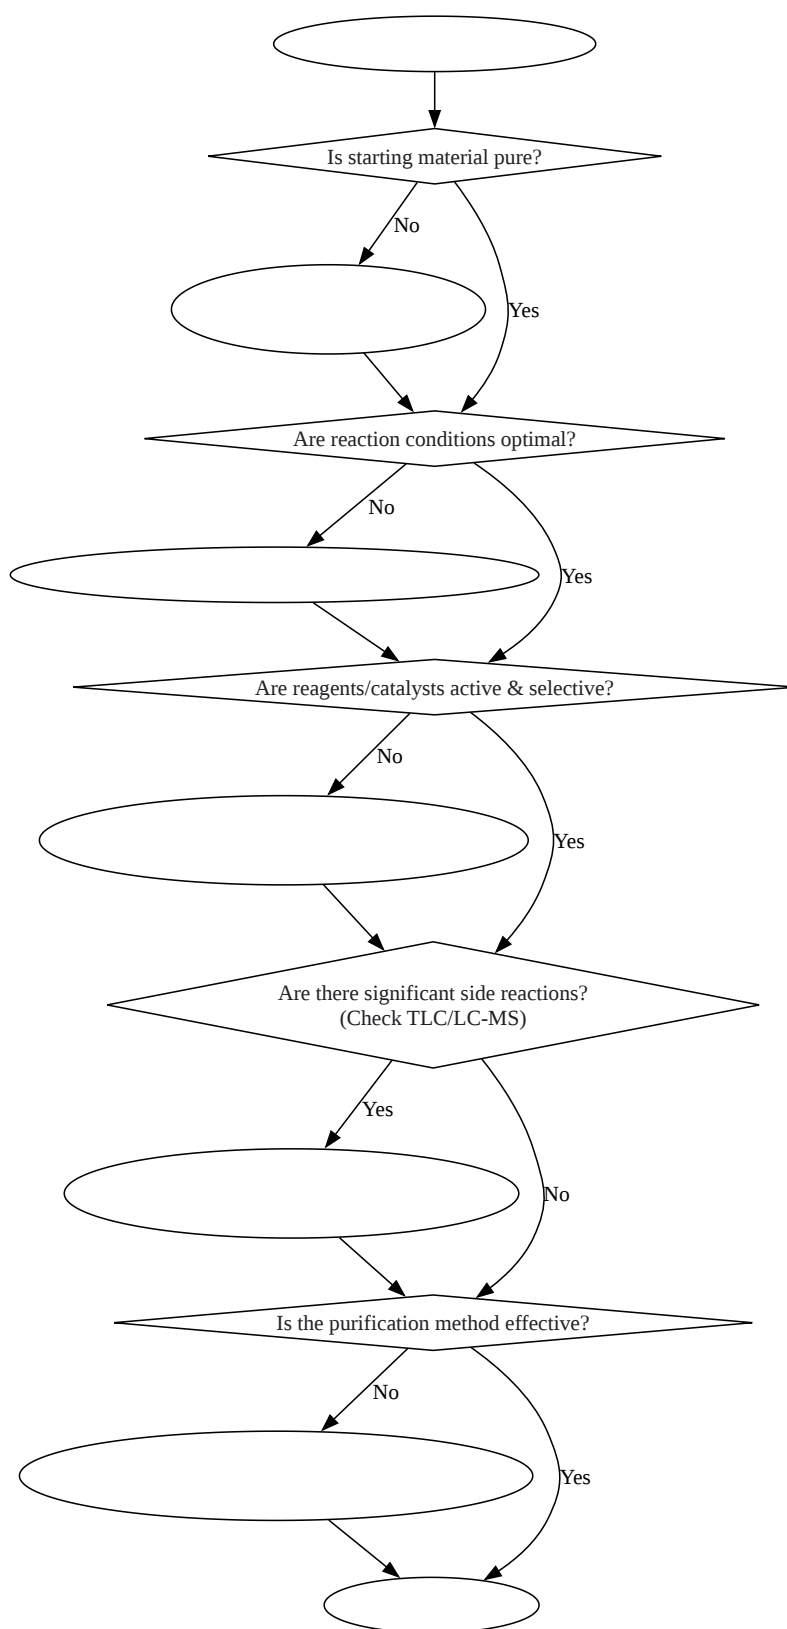 Is starting material pure?
No
Yes
Are reaction conditions optimal?
No
Yes
Are reagents/catalysts active & selective?
No
Yes
Are there significant side reactions?
(Check TLC/LC-MS)
Yes
No
Is the purification method effective?
No
Yes